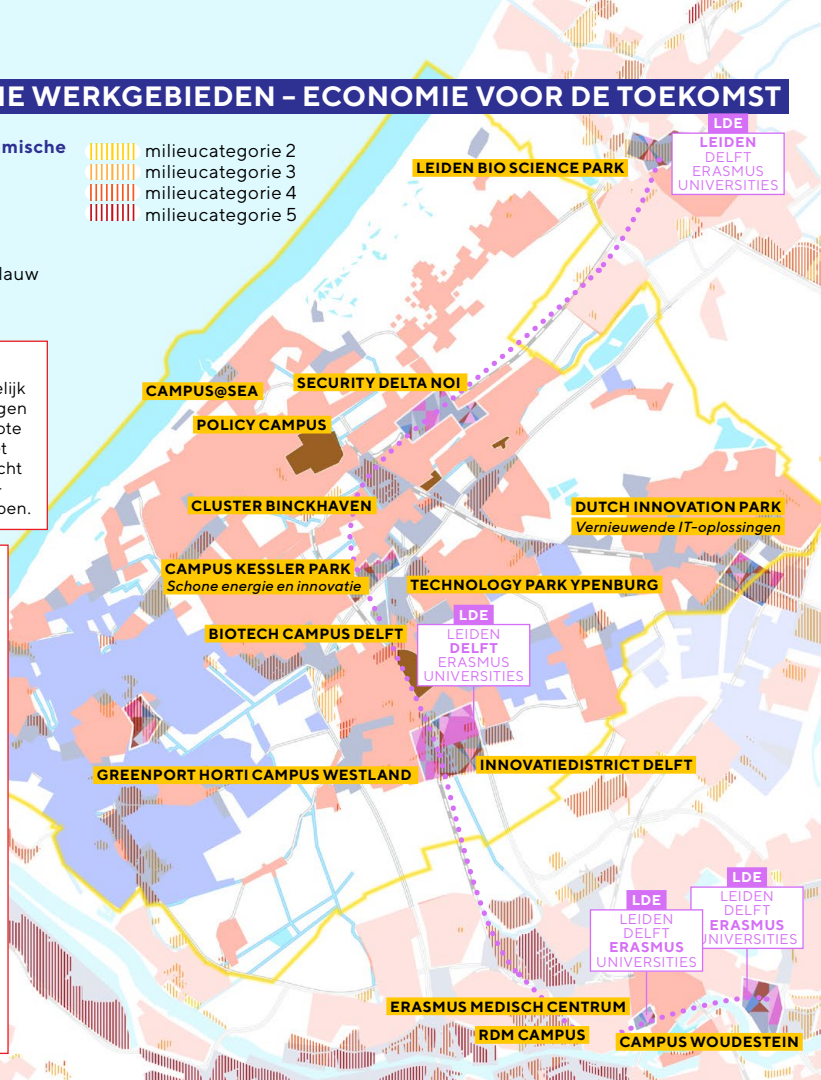 IE WERKGEBIEDEN – ECONOMIE VOOR DE TOEKOMST
mische
milieucategorie 2
milieucategorie 3
milieucategorie 4
milieucategorie 5
lauw
elijk
gen
ote
et
cht
-
pen.
LDE
LEIDEN
DELFT
ERASMUS
UNIVERSITIES
LEIDEN BIO SCIENCE PARK
CAMPUS@SEA
SECURITY DELTA NOI
POLICY CAMPUS
CLUSTER BINCKHAVEN
DUTCH INNOVATION PARK
Vernieuwende IT-oplossingen
CAMPUS KESSLER PARK
Schone energie en innovatie
TECHNOLOGY PARK YPENBURG
BIOTECH CAMPUS DELFT
LDE
LEIDEN
DELFT
ERASMUS
UNIVERSITIES
GREENPORT HORTI CAMPUS WESTLAND
INNOVATIEDISTRICT DELFT
LDE
LEIDEN
DELFT
ERASMUS
UNIVERSITIES
LDE
LEIDEN
DELFT
ERASMUS
UNIVERSITIES
ERASMUS MEDISCH CENTRUM
RDM CAMPUS
CAMPUS WOUDESTEIN